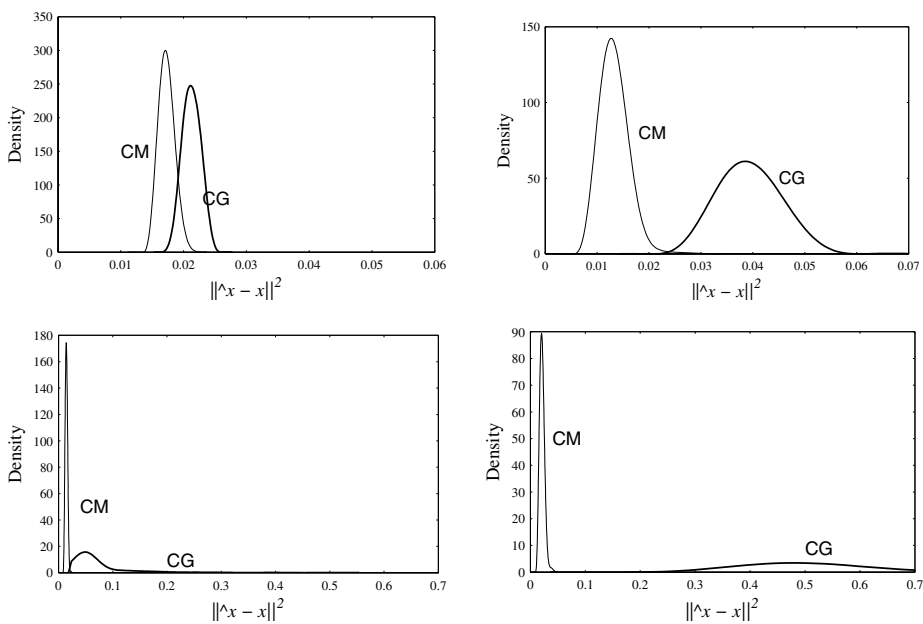 350
300
250
200
150
100
50
0
Density
CM
CG
0 0.01 0.02 0.03 0.04 0.05 0.06
||^x – x||²
150
100
50
0
Density
CM
CG
0 0.01 0.02 0.03 0.04 0.05 0.06 0.07
||^x – x||²
180
160
140
120
100
80
60
40
20
0
Density
CM
CG
0 0.1 0.2 0.3 0.4 0.5 0.6 0.7
||^x – x||²
90
80
70
60
50
40
30
20
10
0
Density
CM
CG
0 0.1 0.2 0.3 0.4 0.5 0.6 0.7
||^x – x||²